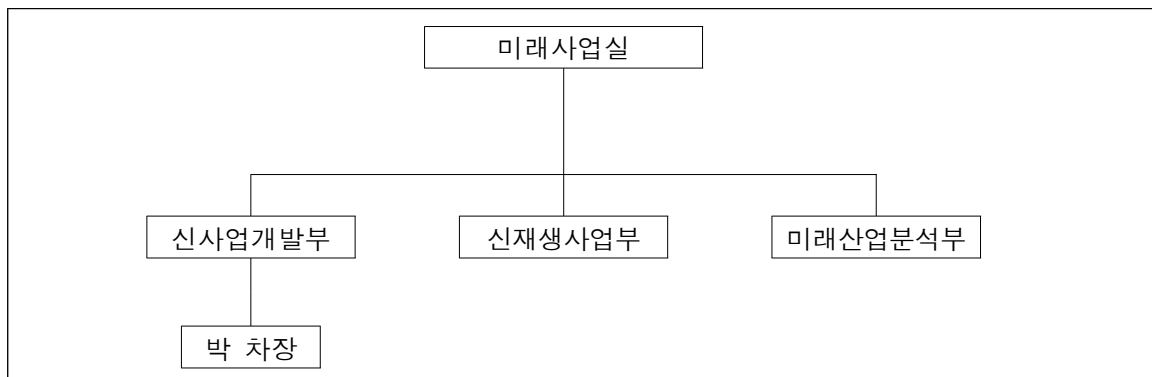 미래사업실
신사업개발부
신재생사업부
미래산업분석부
박 차장